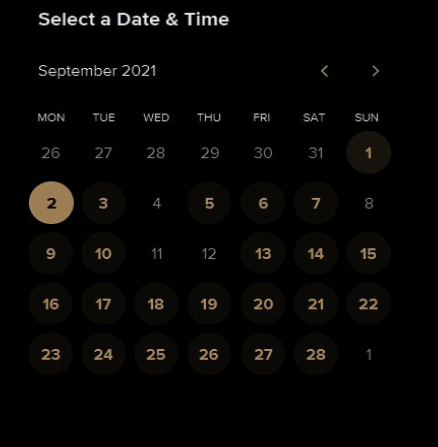 Select a Date & Time
September 2021 < >
MON TUE WED THU FRI SAT SUN
26 27 28 29 30 31 1
2 3 4 5 6 7 8
9 10 11 12 13 14 15
16 17 18 19 20 21 22
23 24 25 26 27 28 1